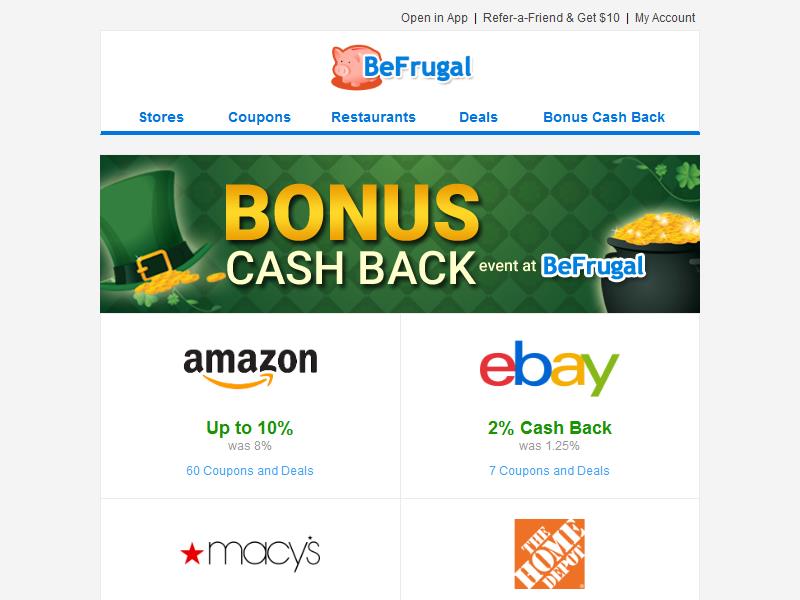 Open in App | Refer-a-Friend & Get $10 | My Account
BeFrugal
Stores Coupons Restaurants Deals Bonus Cash Back
BONUS
CASH BACK event at BeFrugal
amazon
Up to 10%
was 8%
60 Coupons and Deals
ebay
2% Cash Back
was 1.25%
7 Coupons and Deals
macy's
THE
HOME
DEPOT